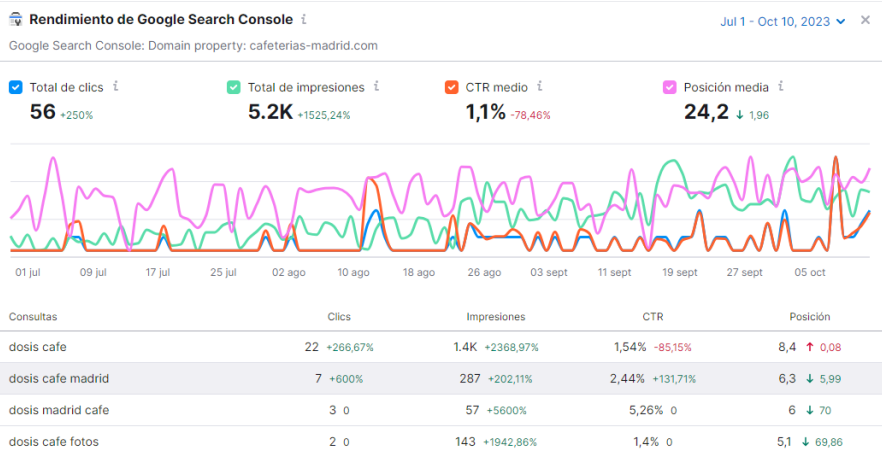 Rendimiento de Google Search Console i
Jul 1 - Oct 10, 2023
Google Search Console: Domain property: cafeterias-madrid.com
Total de clics i Total de impresiones i CTR medio i Posición media i
56 +250% 5.2K +1525,24% 1,1% -78,46% 24,2 ↓ 1,96
01 jul 09 jul 17 jul 25 jul 02 ago 10 ago 18 ago 26 ago 03 sept 11 sept 19 sept 27 sept 05 oct
Consultas Clics Impresiones CTR Posición
dosis cafe 22 +266,67% 1.4K +2368,97% 1,54% -85,15% 8,4 ↑ 0,08
dosis cafe madrid 7 +600% 287 +202,11% 2,44% +131,71% 6,3 ↓ 5,99
dosis madrid cafe 3 0 57 +5600% 5,26% 0 6 ↓ 70
dosis cafe fotos 2 0 143 +1942,86% 1,4% 0 5,1 ↓ 69,86